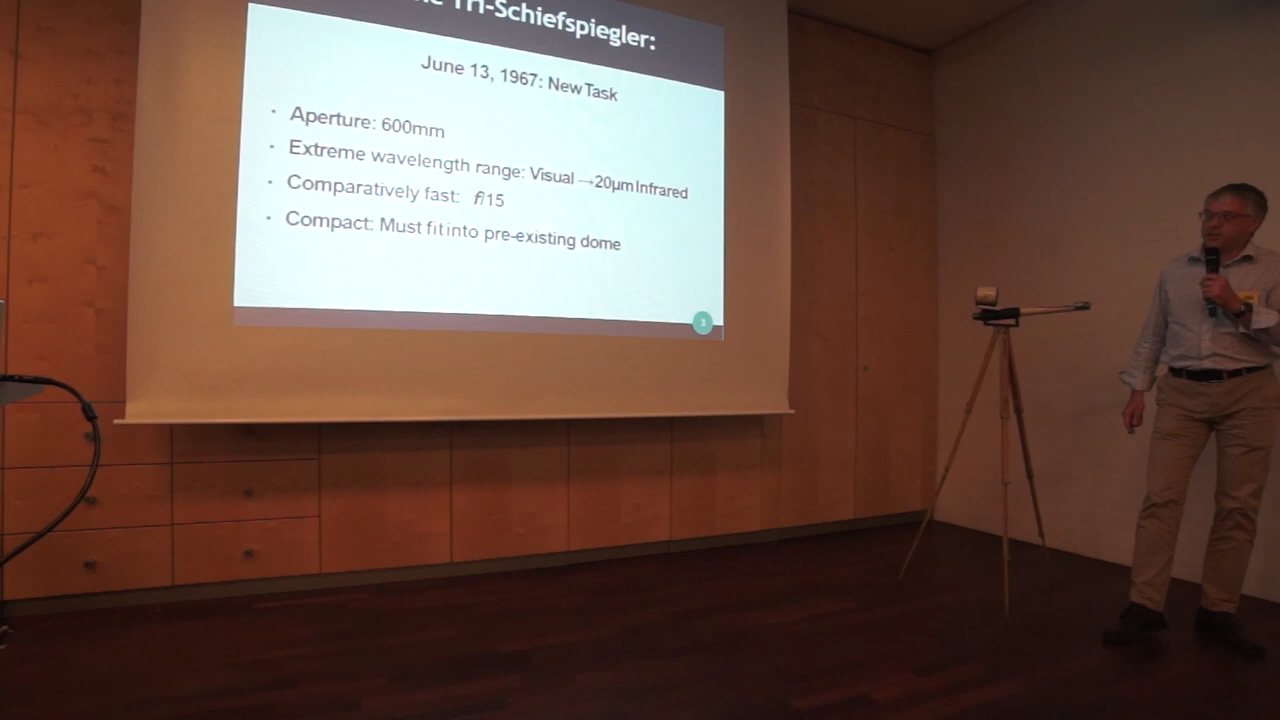 TH-Schiefspiegler:
June 13, 1967: New Task
· Aperture: 600mm
· Extreme wavelength range: Visual → 20µm Infrared
· Comparatively fast: f/15
· Compact: Must fit into pre-existing dome
3